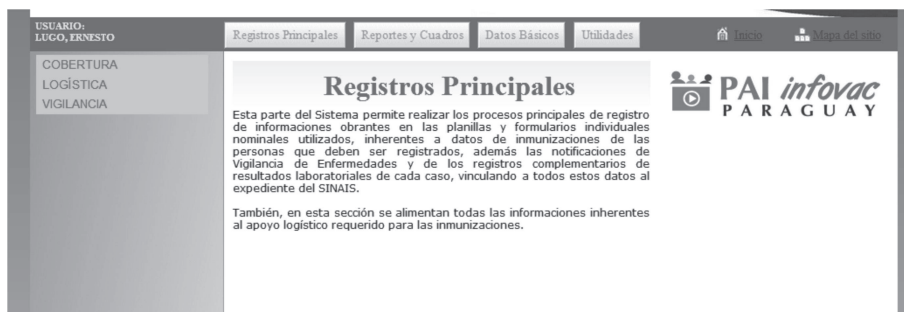 USUARIO:
LUGO, ERNESTO
Registros Principales
Reportes y Cuadros
Datos Básicos
Utilidades
Inicio
Mapa del sitio
COBERTURA
LOGÍSTICA
VIGILANCIA
Registros Principales
Esta parte del Sistema permite realizar los procesos principales de registro
de informaciones obrantes en las planillas y formularios individuales
nominales utilizados, inherentes a datos de inmunizaciones de las
personas que deben ser registrados, además las notificaciones de
Vigilancia de Enfermedades y de los registros complementarios de
resultados laboratoriales de cada caso, vinculando a todos estos datos al
expediente del SINAIS.
También, en esta sección se alimentan todas las informaciones inherentes
al apoyo logístico requerido para las inmunizaciones.
PAI infovac
PARAGUAY